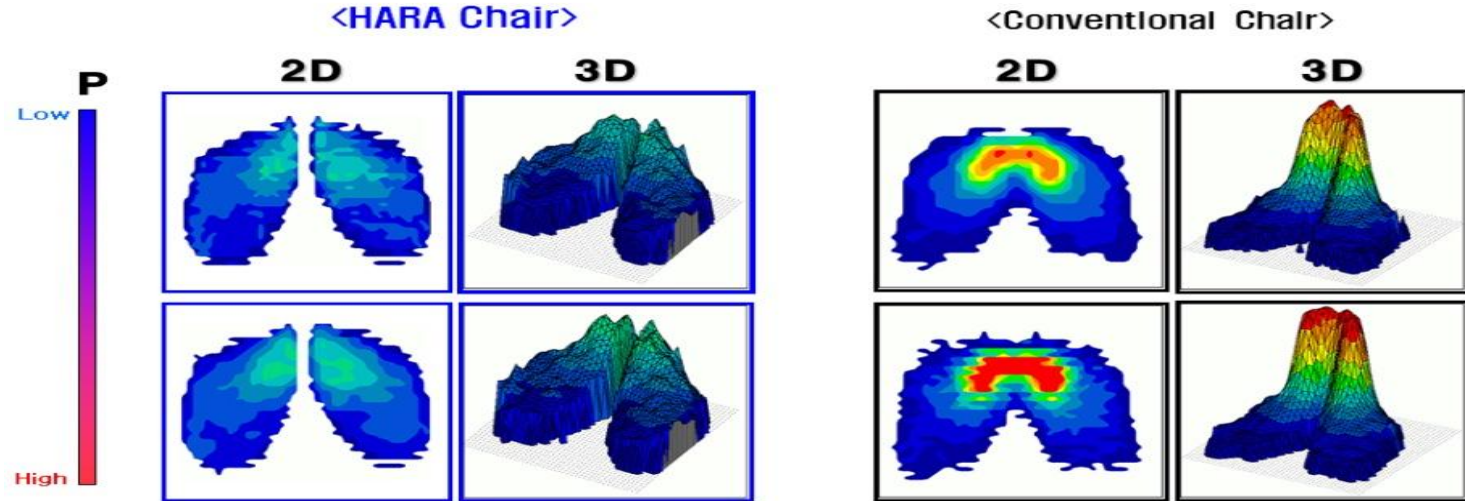 <HARA Chair>
<Conventional Chair>
P
2D
3D
2D
3D
Low
High